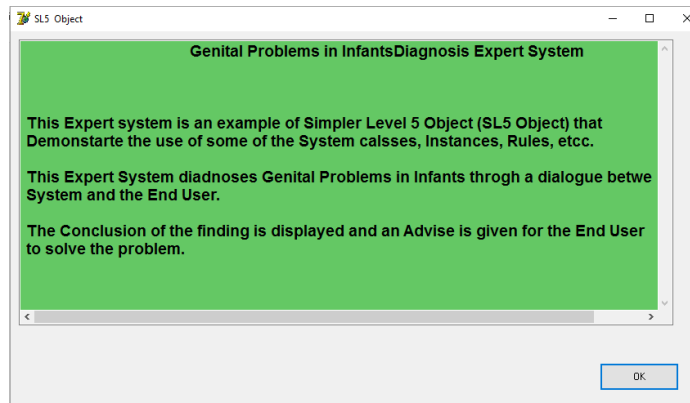 SL5 Object
Genital Problems in InfantsDiagnosis Expert System
This Expert system is an example of Simpler Level 5 Object (SL5 Object) that
Demonstarte the use of some of the System calsses, Instances, Rules, etcc.
This Expert System diadnoses Genital Problems in Infants throgh a dialogue betwe
System and the End User.
The Conclusion of the finding is displayed and an Advise is given for the End User
to solve the problem.
OK